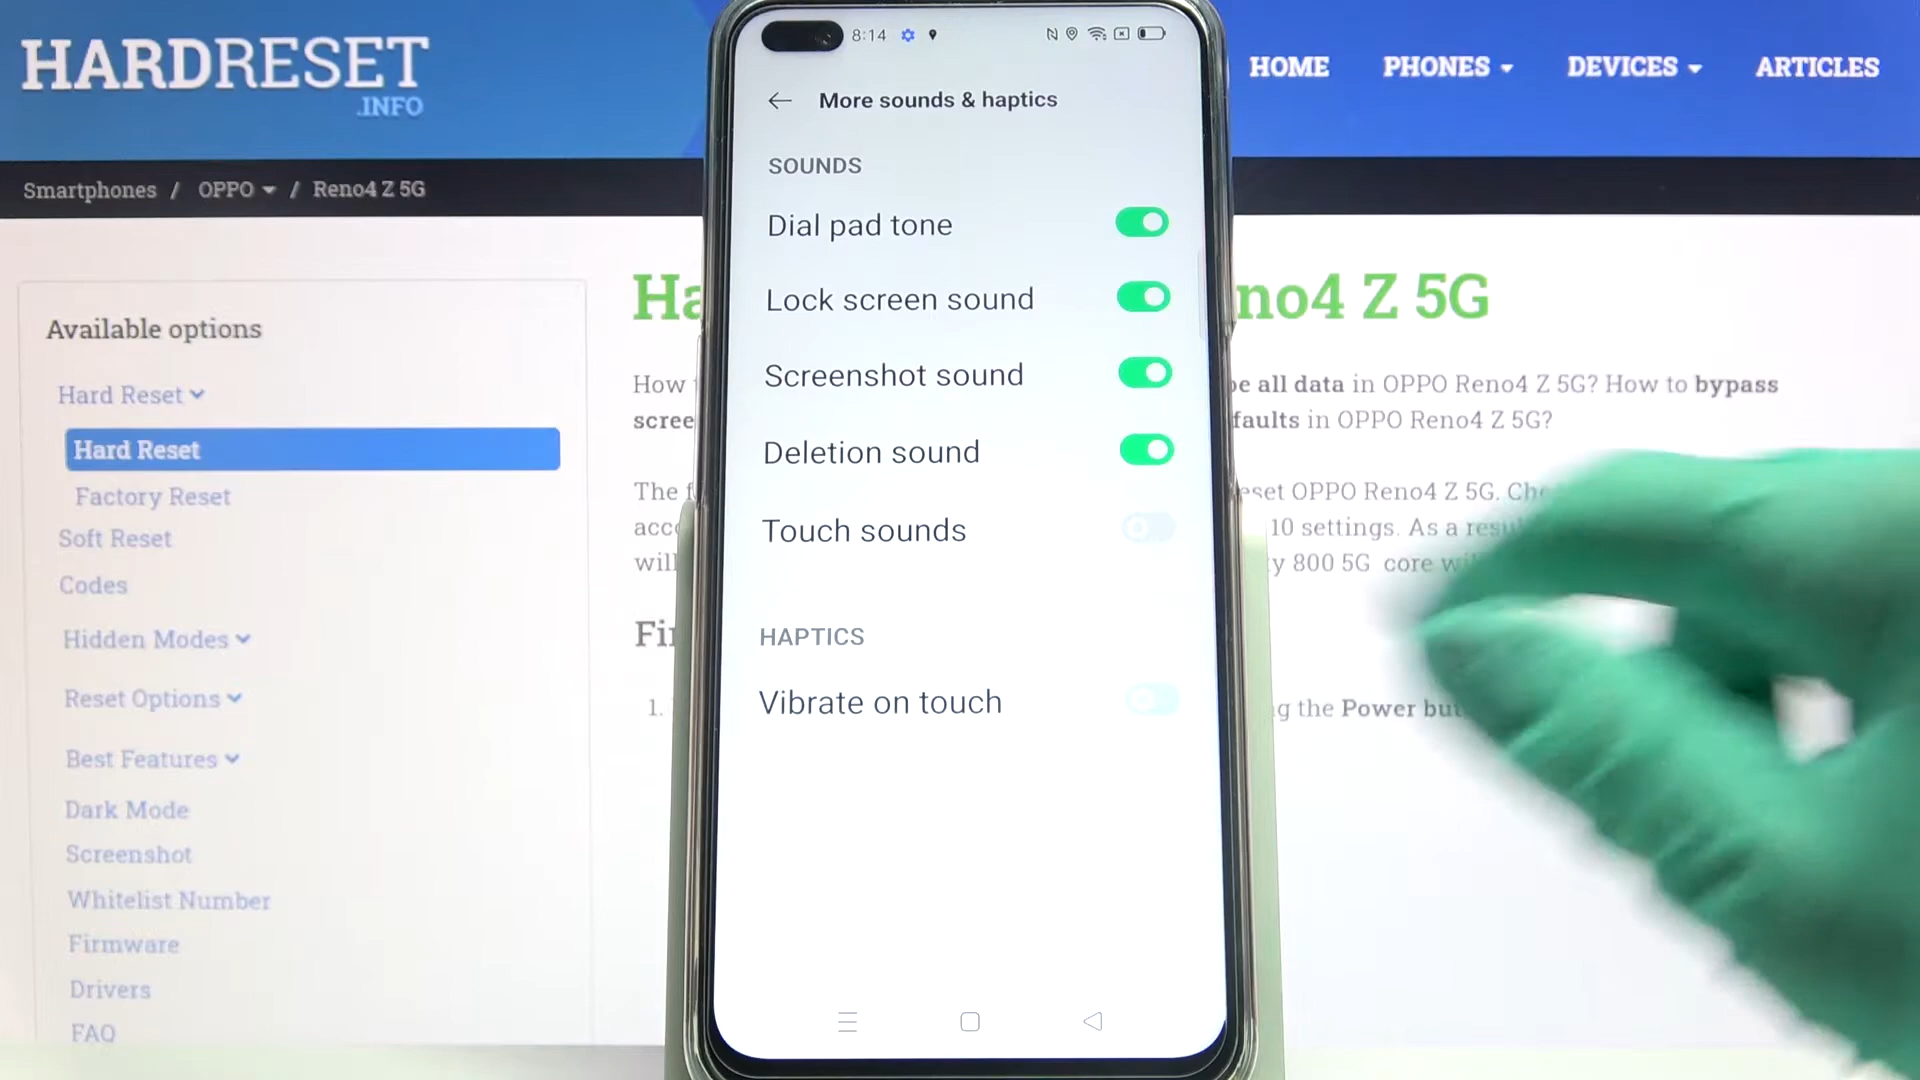 HARDRESET
.INFO
HOME
PHONES
DEVICES
ARTICLES
Smartphones / OPPO / Reno4 Z 5G
Available options
Hard Reset
Hard Reset
Factory Reset
Soft Reset
Codes
Hidden Modes
Reset Options
Best Features
Dark Mode
Screenshot
Whitelist Number
Firmware
Drivers
FAQ
8:14
More sounds & haptics
SOUNDS
Dial pad tone
Lock screen sound
Screenshot sound
Deletion sound
Touch sounds
HAPTICS
Vibrate on touch
Z 5G
How all data in OPPO Reno4 Z 5G? How to bypass
in OPPO Reno4 Z 5G?
The OPPO Reno4 Z 5G.
10 settings. As a
800 5G core
1. the Power